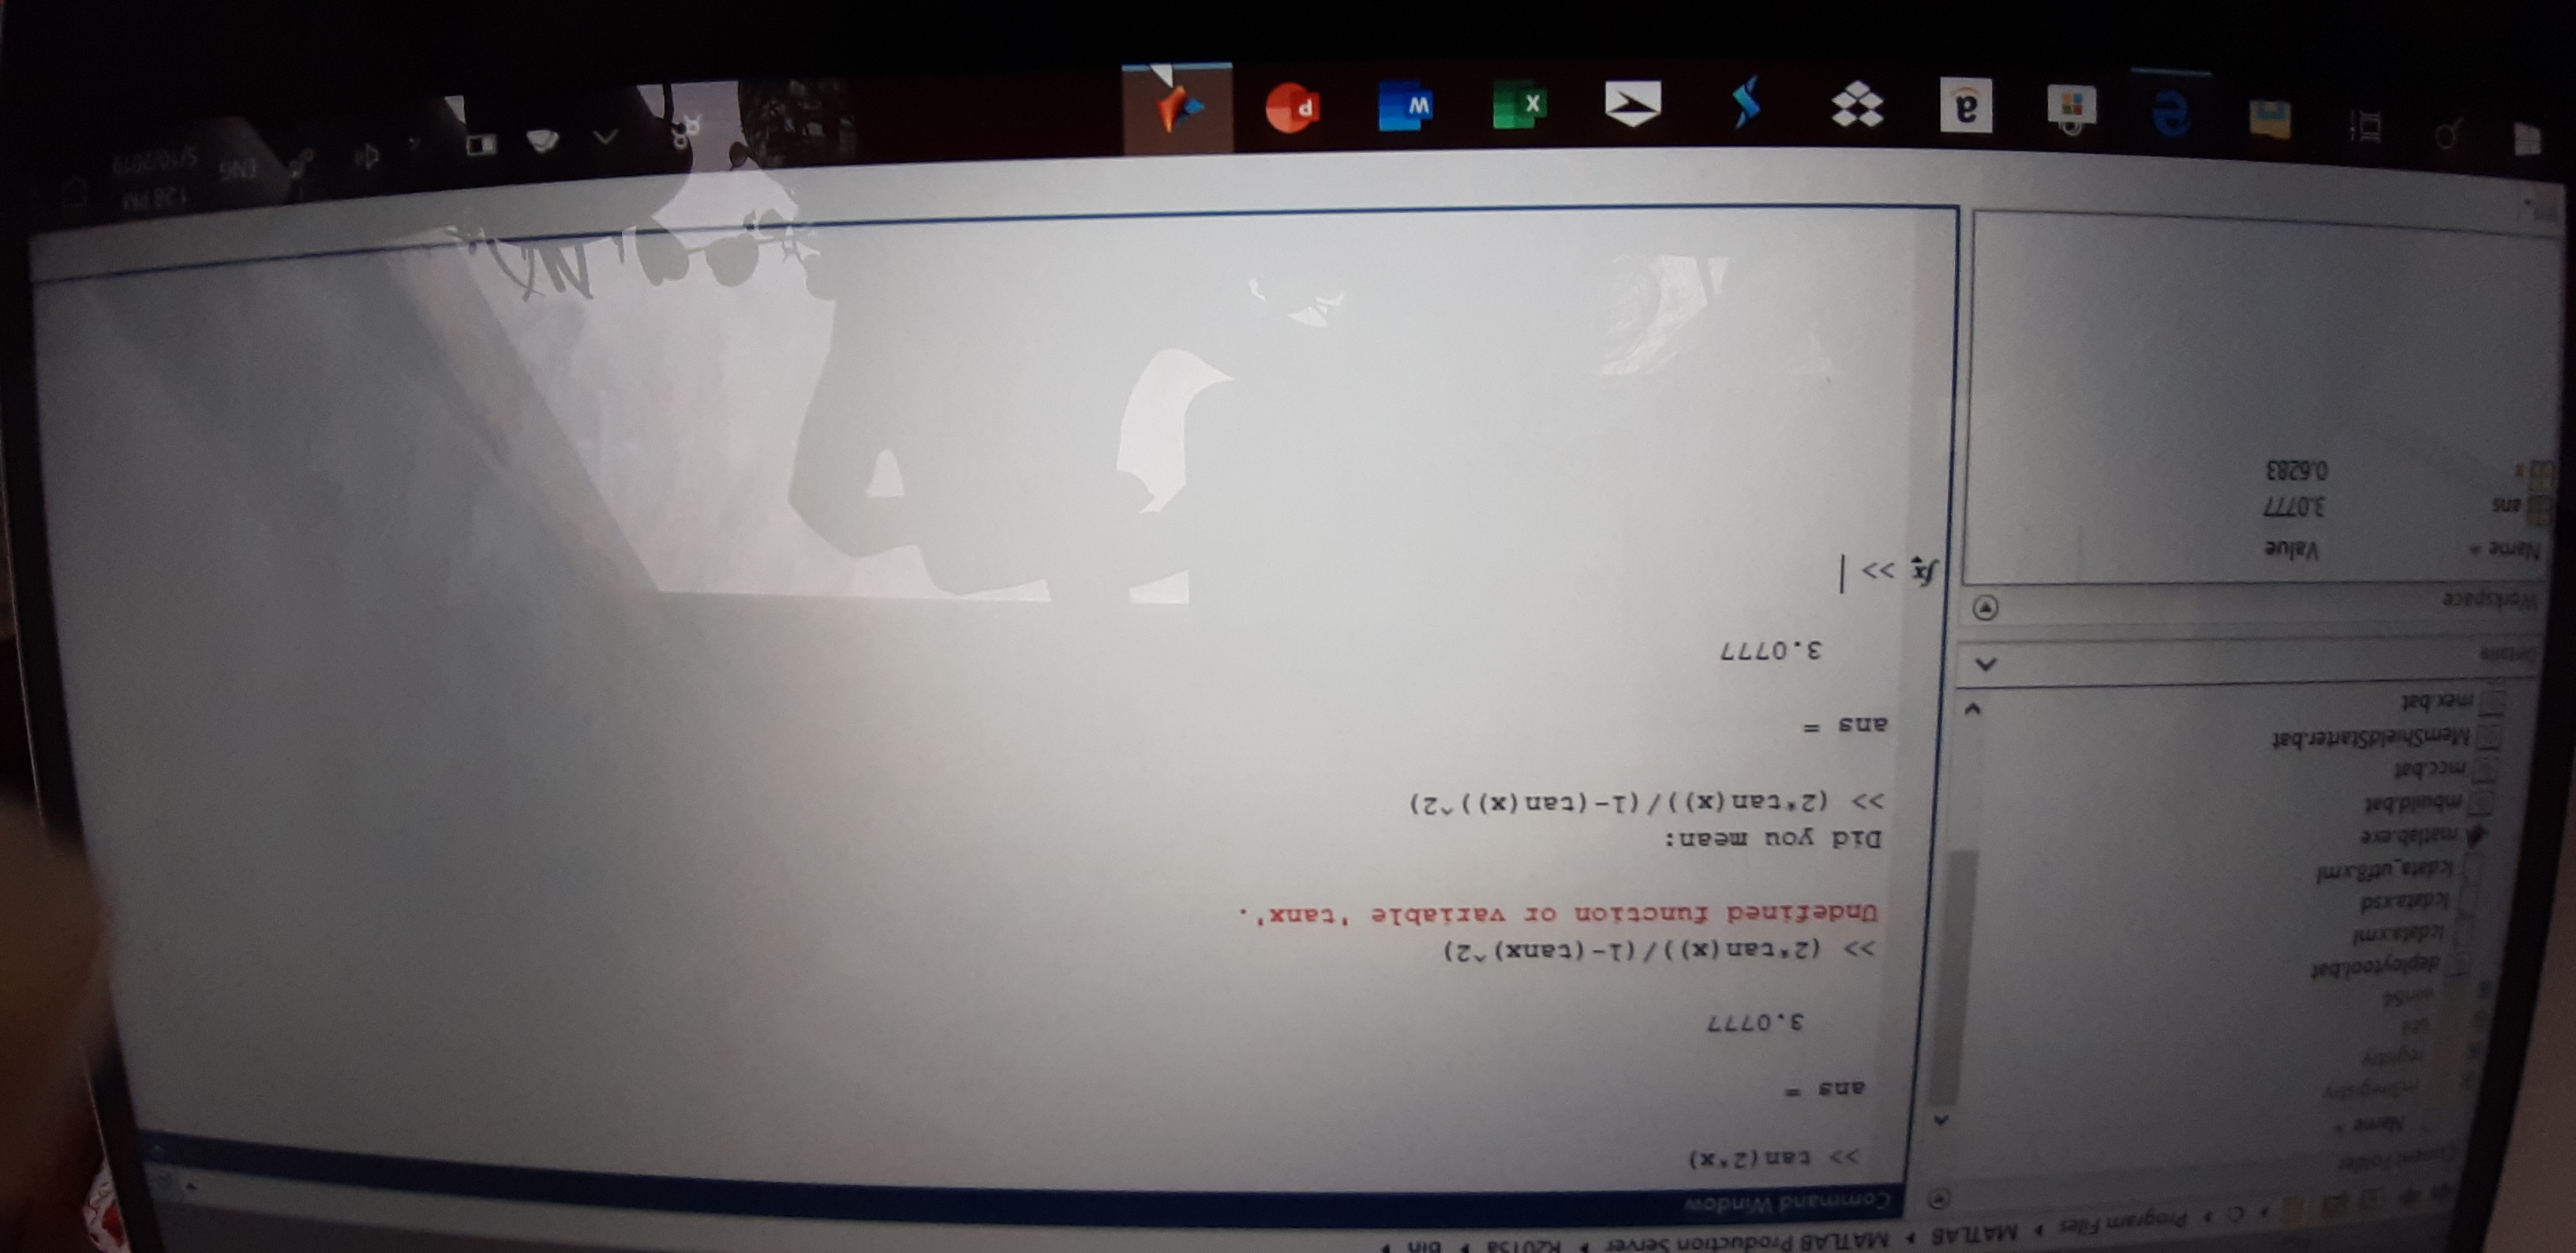 C: ▸ Program Files ▸ MATLAB ▸ MATLAB Production Server ▸ R2015a ▸ bin ▸
Current Folder
Name
m3iregistry
registry
util
win64
deploytool.bat
lcdata.xml
lcdata.xsd
lcdata_utf8.xml
matlab.exe
mbuild.bat
mcc.bat
MemShieldStarter.bat
mex.bat
Details
Workspace
Name Value
ans 3.0777
x 0.6283
Command Window
>> tan(2*x)
ans =
3.0777
>> (2*tan(x))/(1-(tanx)^2)
Undefined function or variable 'tanx'.
Did you mean:
>> (2*tan(x))/(1-(tan(x))^2)
ans =
3.0777
fx >>
a
X
W
P
ENG
1:28 PM
5/10/2019